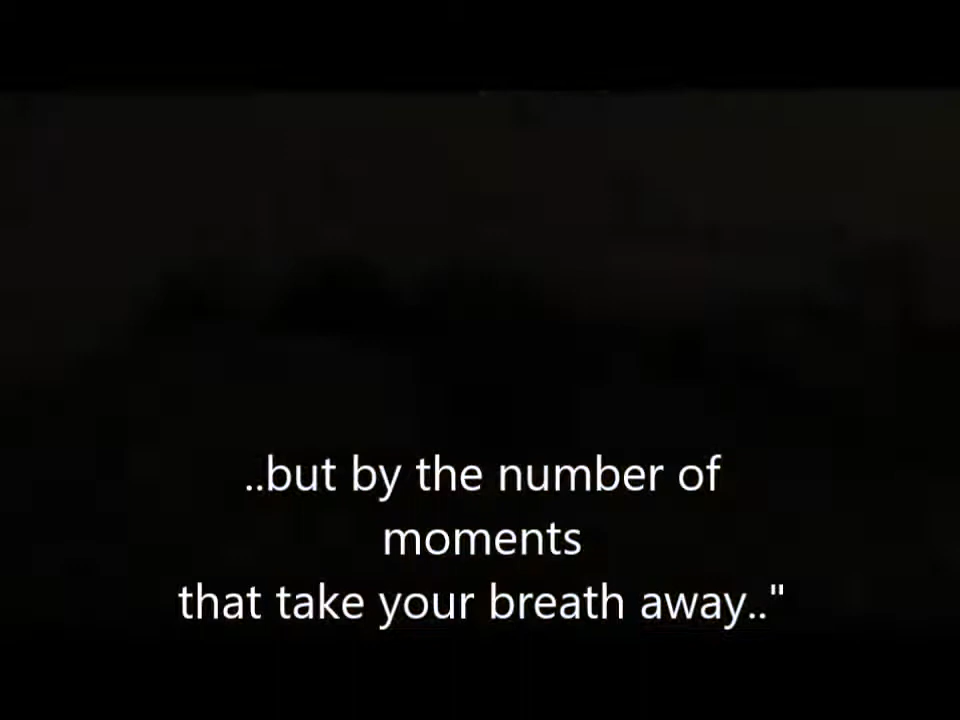 ..but by the number of
moments
that take your breath away.."